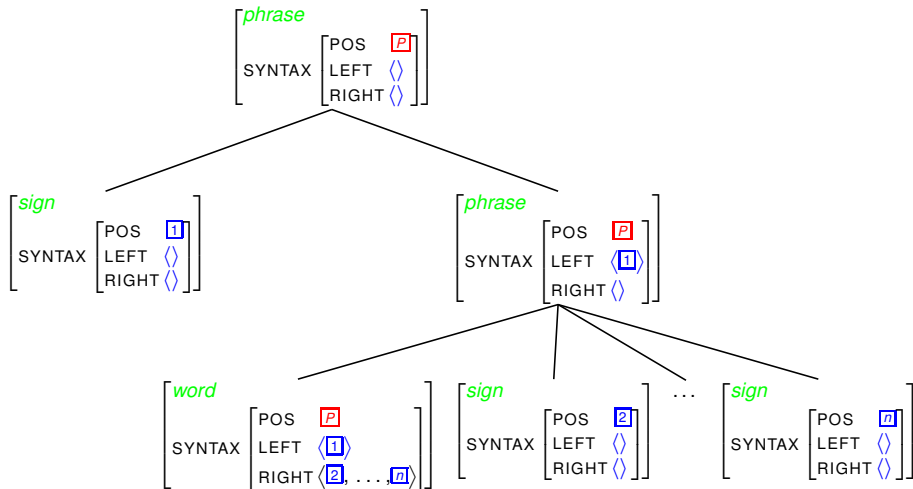 phrase
SYNTAX
POS P
LEFT ⟨⟩
RIGHT ⟨⟩
sign
SYNTAX
POS 1
LEFT ⟨⟩
RIGHT ⟨⟩
phrase
SYNTAX
POS P
LEFT ⟨1⟩
RIGHT ⟨⟩
word
SYNTAX
POS P
LEFT ⟨1⟩
RIGHT ⟨2, . . . , n⟩
sign
SYNTAX
POS 2
LEFT ⟨⟩
RIGHT ⟨⟩
. . .
sign
SYNTAX
POS n
LEFT ⟨⟩
RIGHT ⟨⟩